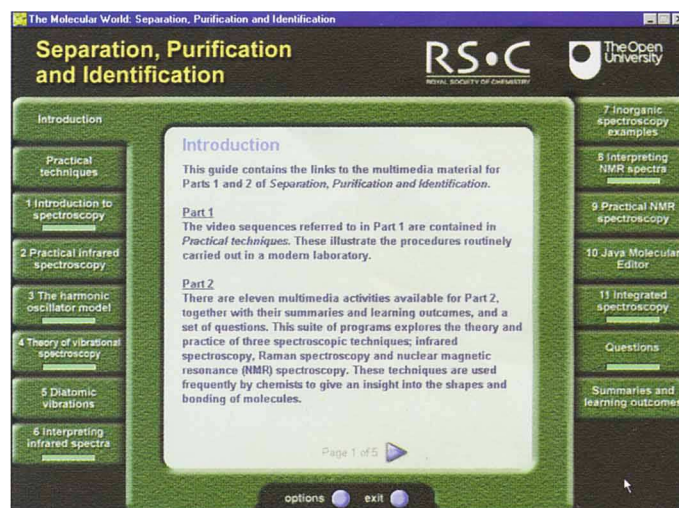 The Molecular World: Separation, Purification and Identification
Separation, Purification
and Identification
RS•C
ROYAL SOCIETY OF CHEMISTRY
The Open
University
Introduction
Practical
techniques
1 Introduction to
spectroscopy
2 Practical infrared
spectroscopy
3 The harmonic
oscillator model
4 Theory of vibrational
spectroscopy
5 Diatomic
vibrations
6 Interpreting
infrared spectra
Introduction
This guide contains the links to the multimedia material for
Parts 1 and 2 of Separation, Purification and Identification.
Part 1
The video sequences referred to in Part 1 are contained in
Practical techniques. These illustrate the procedures routinely
carried out in a modern laboratory.
Part 2
There are eleven multimedia activities available for Part 2,
together with their summaries and learning outcomes, and a
set of questions. This suite of programs explores the theory and
practice of three spectroscopic techniques; infrared
spectroscopy, Raman spectroscopy and nuclear magnetic
resonance (NMR) spectroscopy. These techniques are used
frequently by chemists to give an insight into the shapes and
bonding of molecules.
Page 1 of 5
7 Inorganic
spectroscopy
examples
8 Interpreting
NMR spectra
9 Practical NMR
spectroscopy
10 Java Molecular
Editor
11 Integrated
spectroscopy
Questions
Summaries and
learning outcomes
options
exit